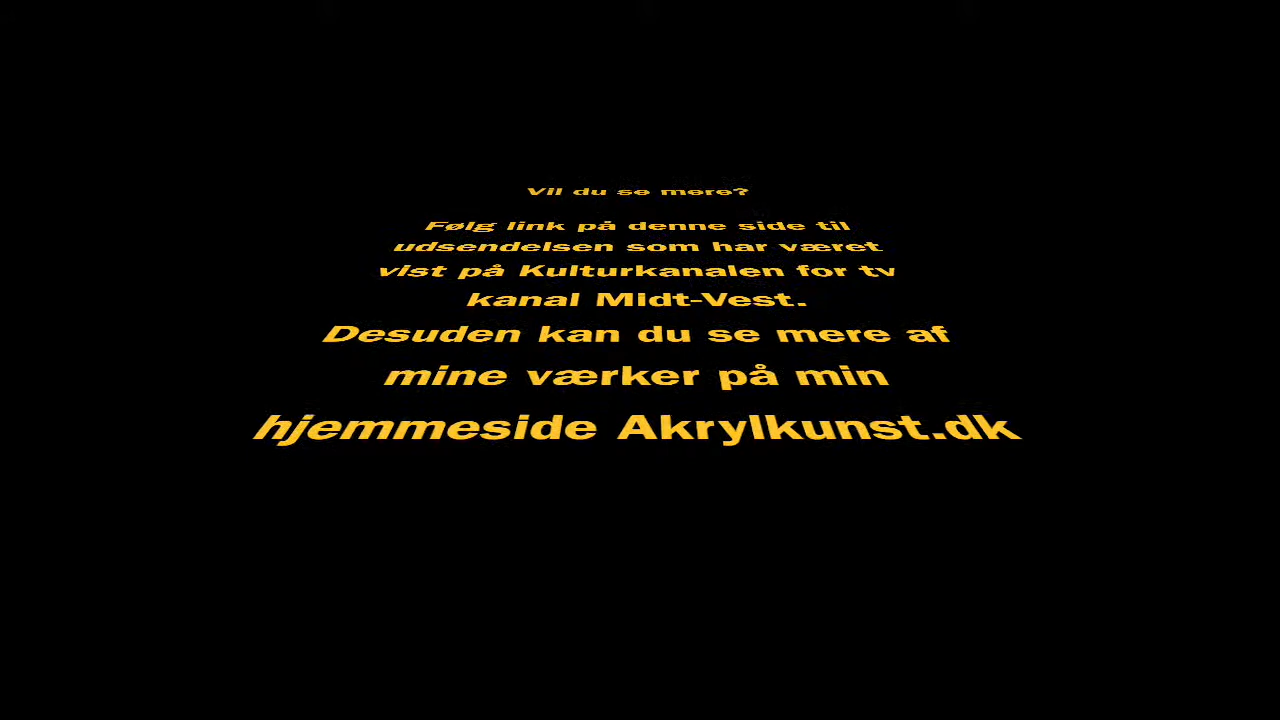 Vil du se mere?
Følg link på denne side til
udsendelsen som har været
vist på Kulturkanalen for tv
kanal Midt-Vest.
Desuden kan du se mere af
mine værker på min
hjemmeside Akrylkunst.dk